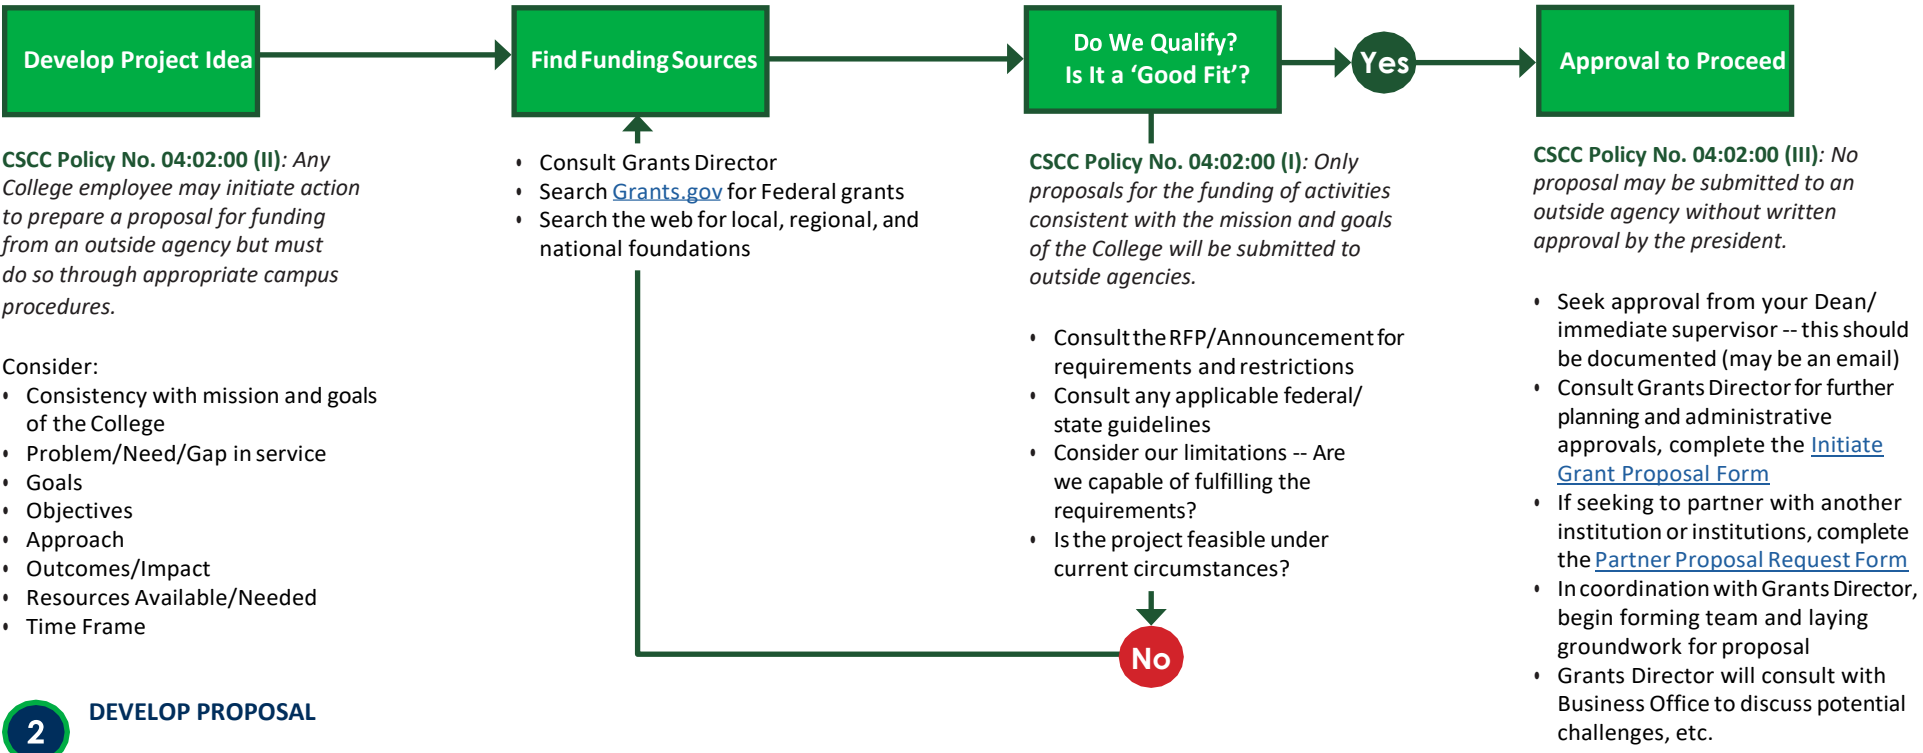 Develop Project Idea
Find Funding Sources
Do We Qualify?
Is It a ‘Good Fit’?
Yes
Approval to Proceed
CSCC Policy No. 04:02:00 (II): Any
College employee may initiate action
to prepare a proposal for funding
from an outside agency but must
do so through appropriate campus
procedures.
Consider:
• Consistency with mission and goals
of the College
• Problem/Need/Gap in service
• Goals
• Objectives
• Approach
• Outcomes/Impact
• Resources Available/Needed
• Time Frame
• Consult Grants Director
• Search Grants.gov for Federal grants
• Search the web for local, regional, and
national foundations
CSCC Policy No. 04:02:00 (I): Only
proposals for the funding of activities
consistent with the mission and goals
of the College will be submitted to
outside agencies.
• Consult the RFP/Announcement for
requirements and restrictions
• Consult any applicable federal/
state guidelines
• Consider our limitations -- Are
we capable of fulfilling the
requirements?
• Is the project feasible under
current circumstances?
No
CSCC Policy No. 04:02:00 (III): No
proposal may be submitted to an
outside agency without written
approval by the president.
• Seek approval from your Dean/
immediate supervisor -- this should
be documented (may be an email)
• Consult Grants Director for further
planning and administrative
approvals, complete the Initiate
Grant Proposal Form
• If seeking to partner with another
institution or institutions, complete
the Partner Proposal Request Form
• In coordination with Grants Director,
begin forming team and laying
groundwork for proposal
• Grants Director will consult with
Business Office to discuss potential
challenges, etc.
2
DEVELOP PROPOSAL